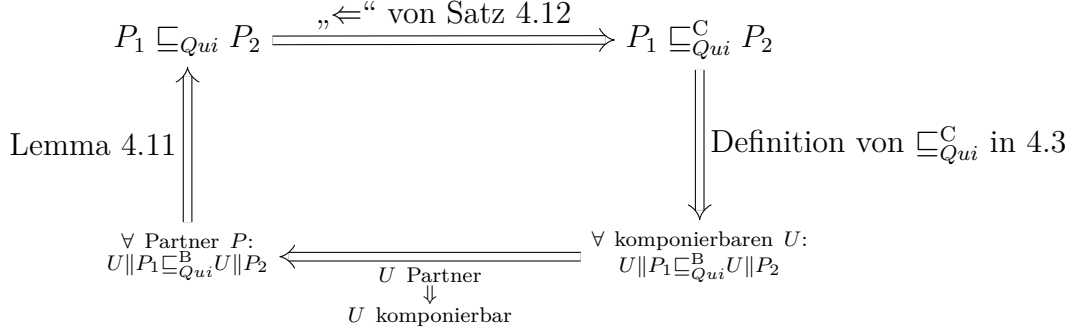 „⇐“ von Satz 4.12
P₁ ⊑_Qui P₂ ⟹ P₁ ⊑^C_Qui P₂
Lemma 4.11
Definition von ⊑^C_Qui in 4.3
∀ Partner P:
U∥P₁⊑^B_Qui U∥P₂
∀ komponierbaren U:
U∥P₁⊑^B_Qui U∥P₂
U Partner
⇓
U komponierbar